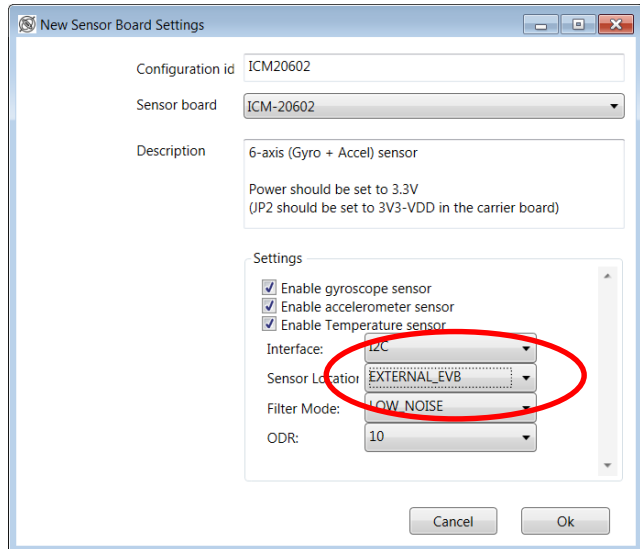 New Sensor Board Settings
Configuration id ICM20602
Sensor board ICM-20602
Description 6-axis (Gyro + Accel) sensor
Power should be set to 3.3V
(JP2 should be set to 3V3-VDD in the carrier board)
Settings
Enable gyroscope sensor
Enable accelerometer sensor
Enable Temperature sensor
Interface: I2C
Sensor Location EXTERNAL_EVB
Filter Mode: LOW_NOISE
ODR: 10
Cancel Ok